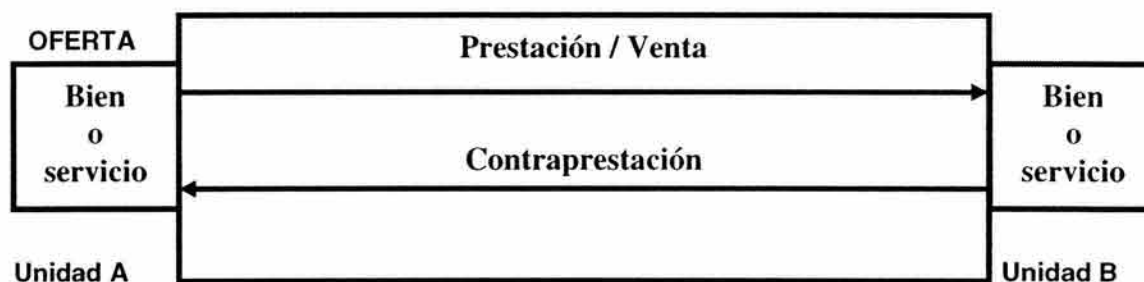 OFERTA
Prestación / Venta
Bien
o
servicio
Contraprestación
Bien
o
servicio
Unidad A
Unidad B